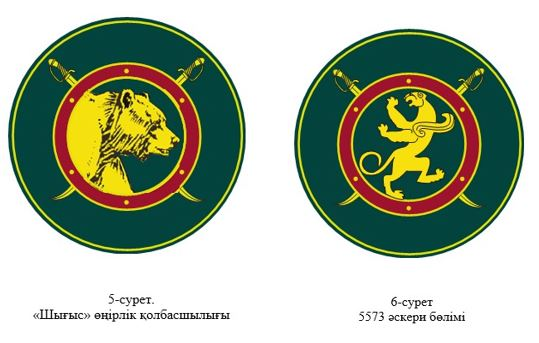 5-сурет.
«Шығыс» өңірлік қолбасшылығы
6-сурет
5573 әскери бөлімі